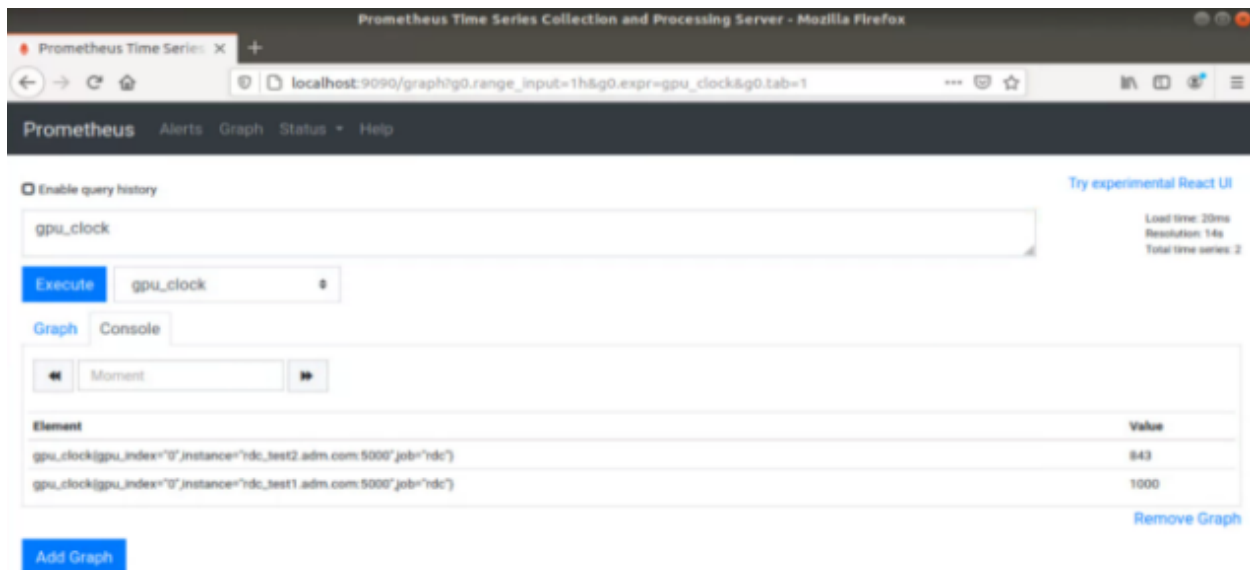 Prometheus Time Series Collection and Processing Server - Mozilla Firefox
Prometheus Time Series
localhost:9090/graph?g0.range_input=1h&g0.expr=gpu_clock&g0.tab=1
Prometheus Alerts Graph Status Help
Enable query history
Try experimental React UI
gpu_clock
Load time: 20ms
Resolution: 14s
Total time series: 2
Execute gpu_clock
Graph Console
Moment
Element Value
gpu_clock{gpu_index="0",instance="rdc_test2.adm.com:5000",job="rdc"} 843
gpu_clock{gpu_index="0",instance="rdc_test1.adm.com:5000",job="rdc"} 1000
Remove Graph
Add Graph